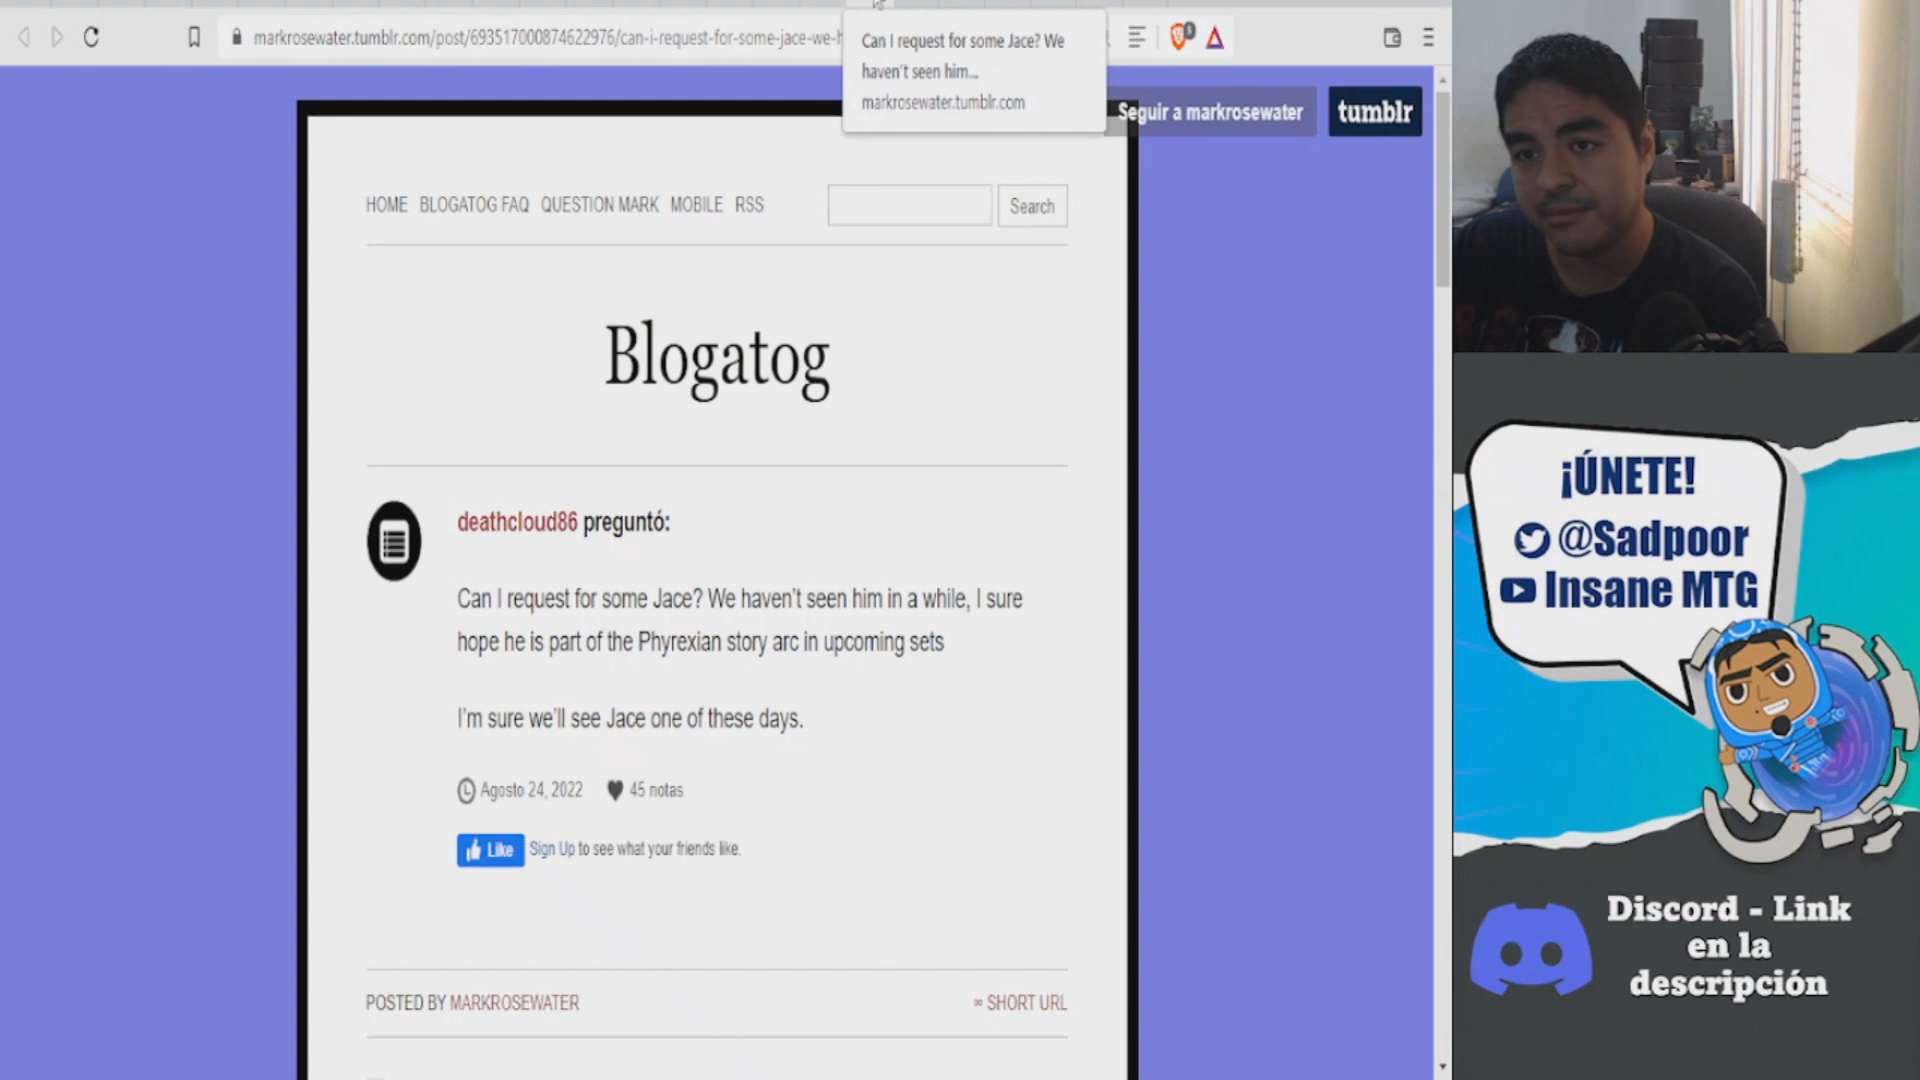 markrosewater.tumblr.com/post/693517000874622976/can-i-request-for-some-jace-we-h
Can I request for some Jace? We
haven't seen him...
markrosewater.tumblr.com
5
Seguir a markrosewater
tumblr
HOME BLOGATOG FAQ QUESTION MARK MOBILE RSS
Search
Blogatog
deathcloud86 preguntó:
Can I request for some Jace? We haven't seen him in a while, I sure
hope he is part of the Phyrexian story arc in upcoming sets
I'm sure we'll see Jace one of these days.
Agosto 24, 2022 45 notas
Like Sign Up to see what your friends like.
POSTED BY MARKROSEWATER
∞ SHORT URL
¡ÚNETE!
@Sadpoor
Insane MTG
Discord - Link
en la
descripción